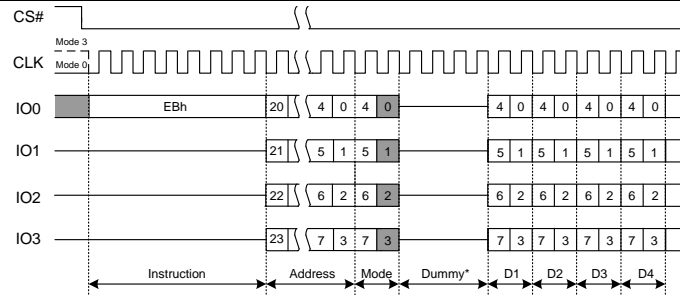 CS#
Mode 3
CLK Mode 0
IO0 EBh 20 4 0 4 0 4 0 4 0 4 0 4 0
IO1 21 5 1 5 1 5 1 5 1 5 1 5 1
IO2 22 6 2 6 2 6 2 6 2 6 2 6 2
IO3 23 7 3 7 3 7 3 7 3 7 3 7 3
Instruction Address Mode Dummy* D1 D2 D3 D4